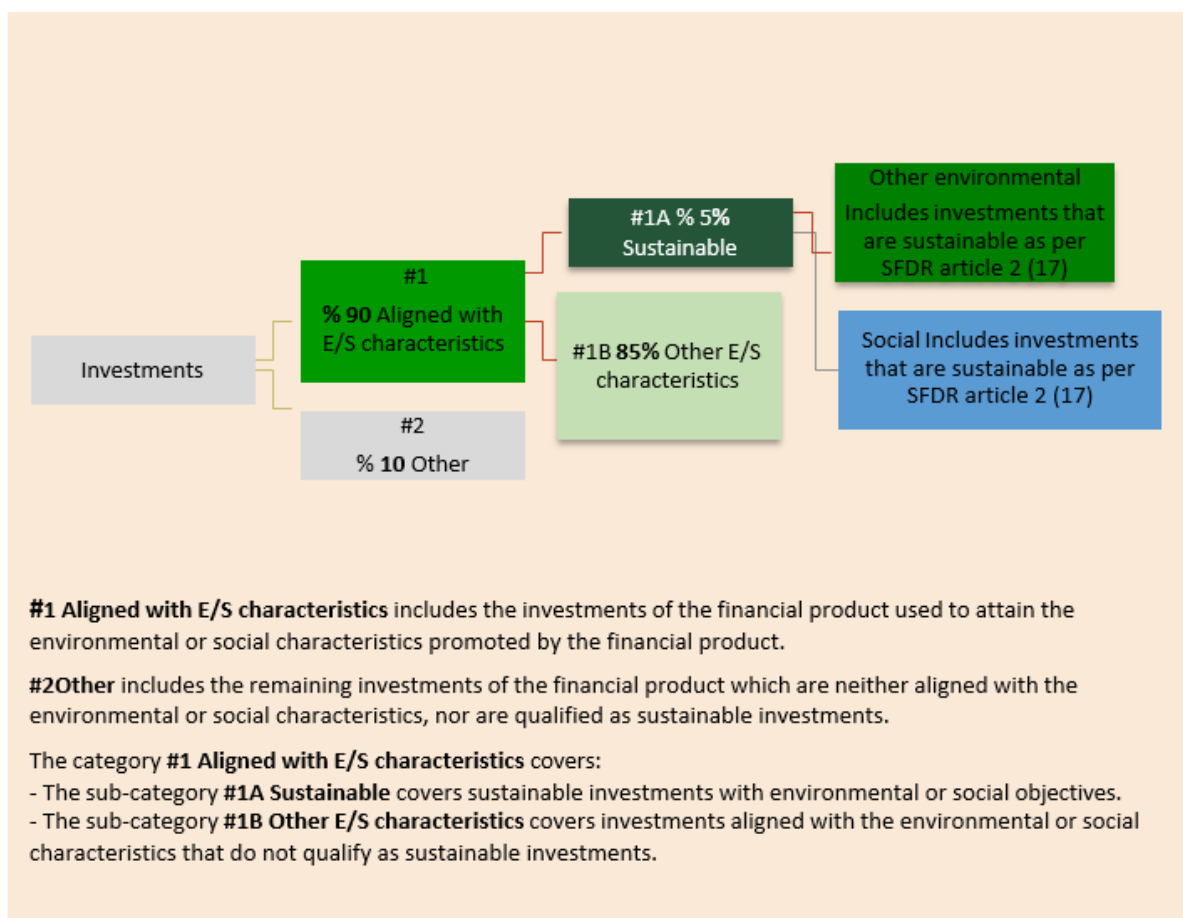 Investments
#1
% 90 Aligned with
E/S characteristics
#2
% 10 Other
#1A % 5%
Sustainable
#1B 85% Other E/S
characteristics
Other environmental
Includes investments that
are sustainable as per
SFDR article 2 (17)
Social Includes investments
that are sustainable as per
SFDR article 2 (17)
#1 Aligned with E/S characteristics includes the investments of the financial product used to attain the
environmental or social characteristics promoted by the financial product.
#2Other includes the remaining investments of the financial product which are neither aligned with the
environmental or social characteristics, nor are qualified as sustainable investments.
The category #1 Aligned with E/S characteristics covers:
- The sub-category #1A Sustainable covers sustainable investments with environmental or social objectives.
- The sub-category #1B Other E/S characteristics covers investments aligned with the environmental or social
characteristics that do not qualify as sustainable investments.